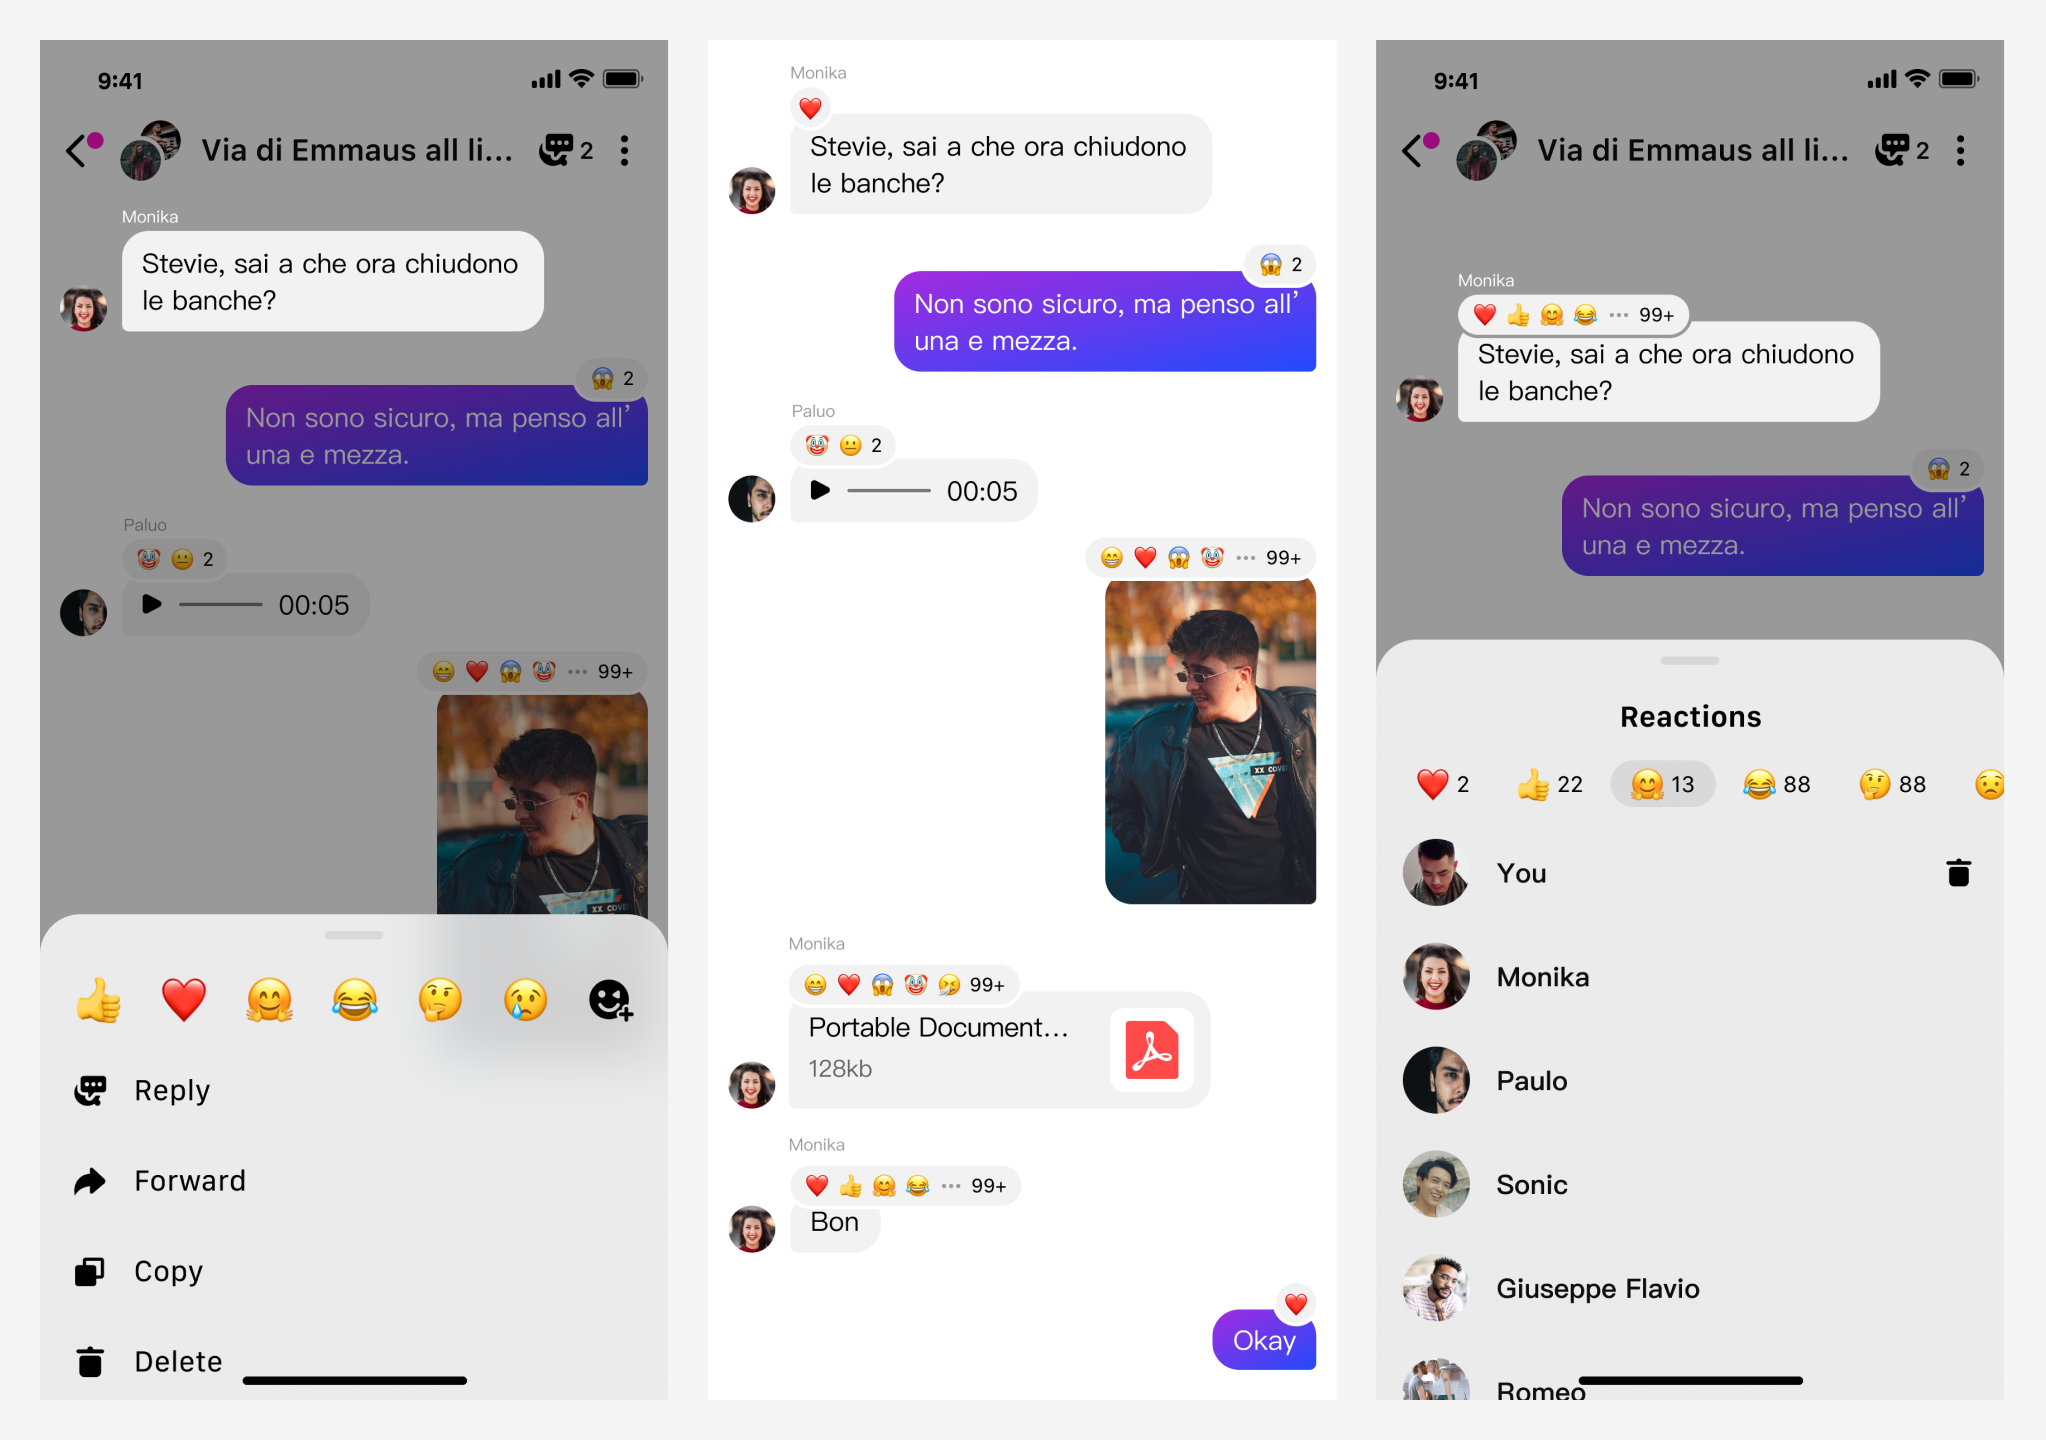 9:41
Via di Emmaus all li...
2
Monika
Stevie, sai a che ora chiudono
le banche?
2
Non sono sicuro, ma penso all’
una e mezza.
Paluo
2
00:05
99+
XX COVE
Reply
Forward
Copy
Delete
Monika
Stevie, sai a che ora chiudono
le banche?
2
Non sono sicuro, ma penso all’
una e mezza.
Paluo
2
00:05
99+
XX COVE
Monika
99+
Portable Document...
128kb
Monika
99+
Bon
Okay
9:41
Via di Emmaus all li...
2
Monika
99+
Stevie, sai a che ora chiudono
le banche?
2
Non sono sicuro, ma penso all’
una e mezza.
Reactions
2 22 13 88 88
You
Monika
Paulo
Sonic
Giuseppe Flavio
Romeo